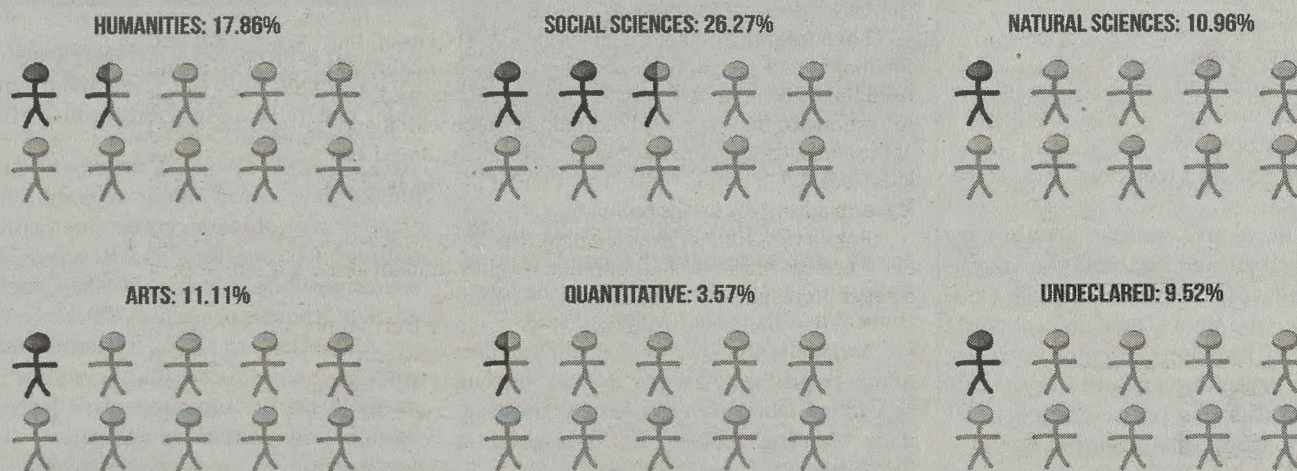 HUMANITIES: 17.86%
SOCIAL SCIENCES: 26.27%
NATURAL SCIENCES: 10.96%
ARTS: 11.11%
QUANTITATIVE: 3.57%
UNDECLARED: 9.52%